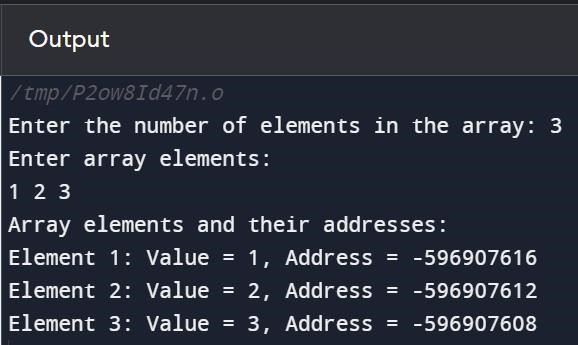 Output
/tmp/P2ow8Id47n.o
Enter the number of elements in the array: 3
Enter array elements:
1 2 3
Array elements and their addresses:
Element 1: Value = 1, Address = -596907616
Element 2: Value = 2, Address = -596907612
Element 3: Value = 3, Address = -596907608